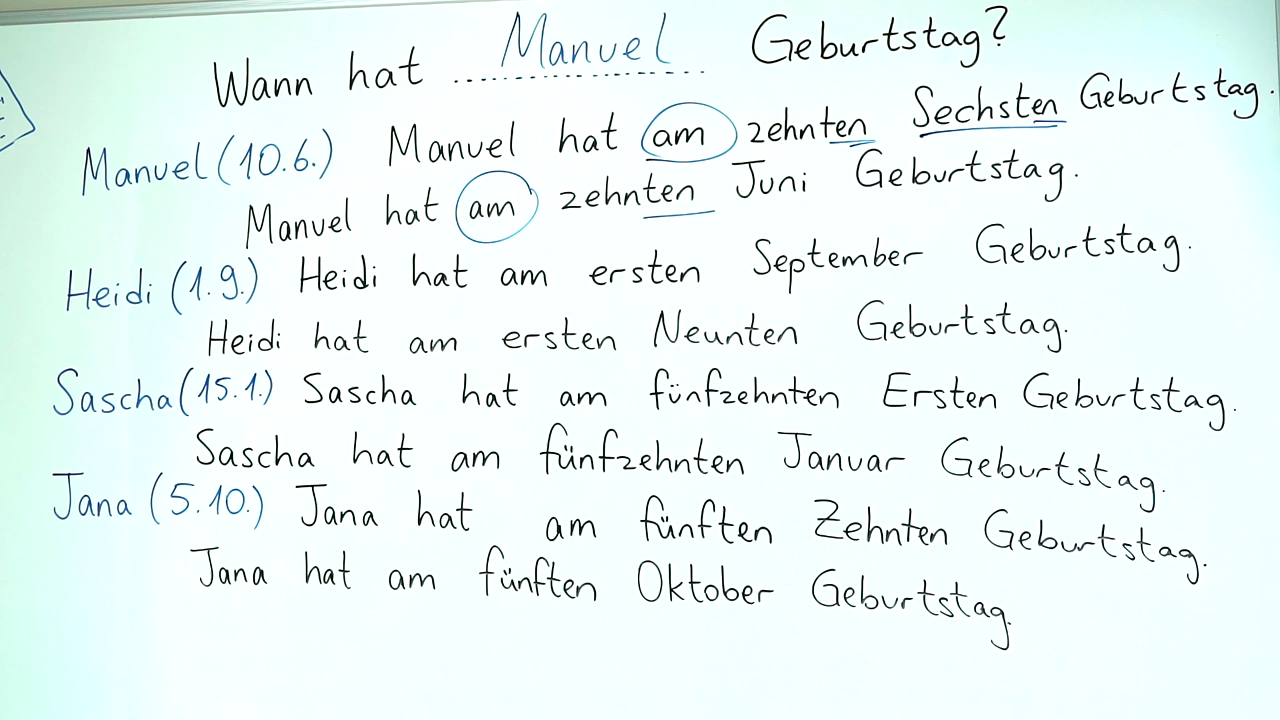 Wann hat Manuel Geburtstag?
Manuel (10.6.) Manuel hat am zehnten Sechsten Geburtstag.
Manuel hat am zehnten Juni Geburtstag.
Heidi (1.9.) Heidi hat am ersten September Geburtstag.
Heidi hat am ersten Neunten Geburtstag.
Sascha (15.1.) Sascha hat am fünfzehnten Ersten Geburtstag.
Sascha hat am fünfzehnten Januar Geburtstag.
Jana (5.10.) Jana hat am fünften Zehnten Geburtstag.
Jana hat am fünften Oktober Geburtstag.